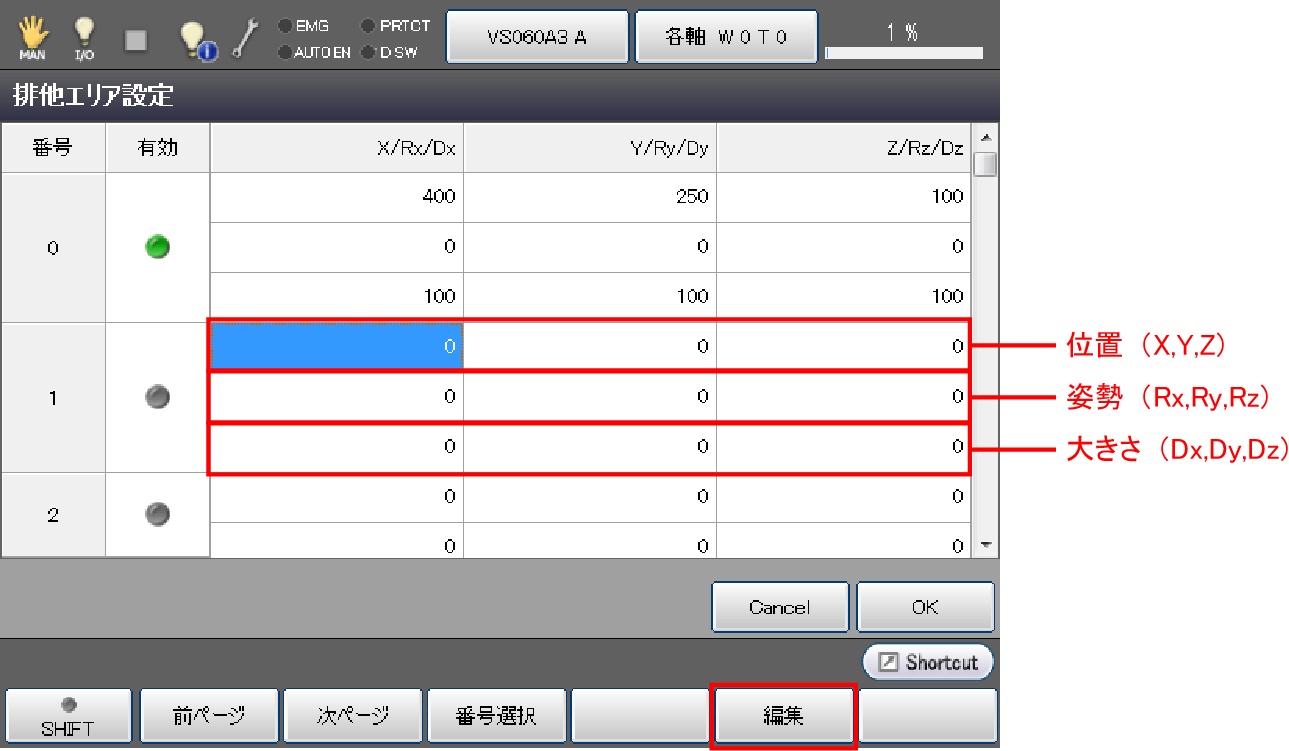 MAN I/O EMG PRTCT AUTO EN D SW VS060A3 A 各軸 W 0 T 0 1 %
排他エリア設定
番号 有効 X/Rx/Dx Y/Ry/Dy Z/Rz/Dz
400 250 100
0 0 0 0
100 100 100
0 0 0 位置（X,Y,Z）
1 0 0 0 姿勢（Rx,Ry,Rz）
0 0 0 大きさ（Dx,Dy,Dz）
2 0 0 0
0 0 0
Cancel OK
Shortcut
SHIFT 前ページ 次ページ 番号選択 編集